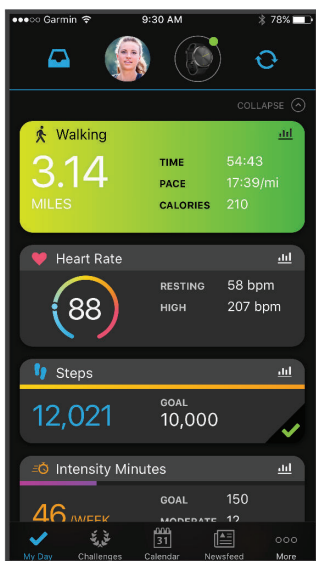 Garmin 9:30 AM 78%
COLLAPSE
Walking
3.14
MILES
TIME 54:43
PACE 17:39/mi
CALORIES 210
Heart Rate
88
RESTING 58 bpm
HIGH 207 bpm
Steps
12,021
GOAL
10,000
Intensity Minutes
46 /WEEK
GOAL 150
MODERATE 12
31
My Day Challenges Calendar Newsfeed More